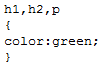 h1,h2,p
{
color:green;
}